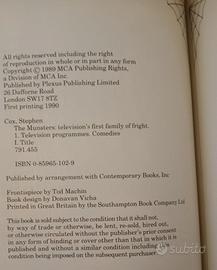 All rights reserved including the right
of reproduction in whole or in part in any form
Copyright © 1989 MCA Publishing Rights,
a Division of MCA Inc.
Published by Plexus Publishing Limited
26 Dafforne Road
London SW17 8TZ
First printing 1990
Cox, Stephen
The Munsters: television's first family of fright.
1. Television programmes. Comedies
I. Title
791.455
ISBN 0-85965-102-9
Published by arrangement with Contemporary Books, Inc
Frontispiece by Tod Machin
Book design by Donavan Vicha
Printed in Great Britain by the Southampton Book Company Ltd
This book is sold subject to the condition that it shall not,
by way of trade or otherwise, be lent, re-sold, hired out,
or otherwise circulated without the publisher's prior consent
in any form of binding or cover other than that in which it is
published and without a similar condition including this
condition being imposed on the subsequent purchaser.
subito